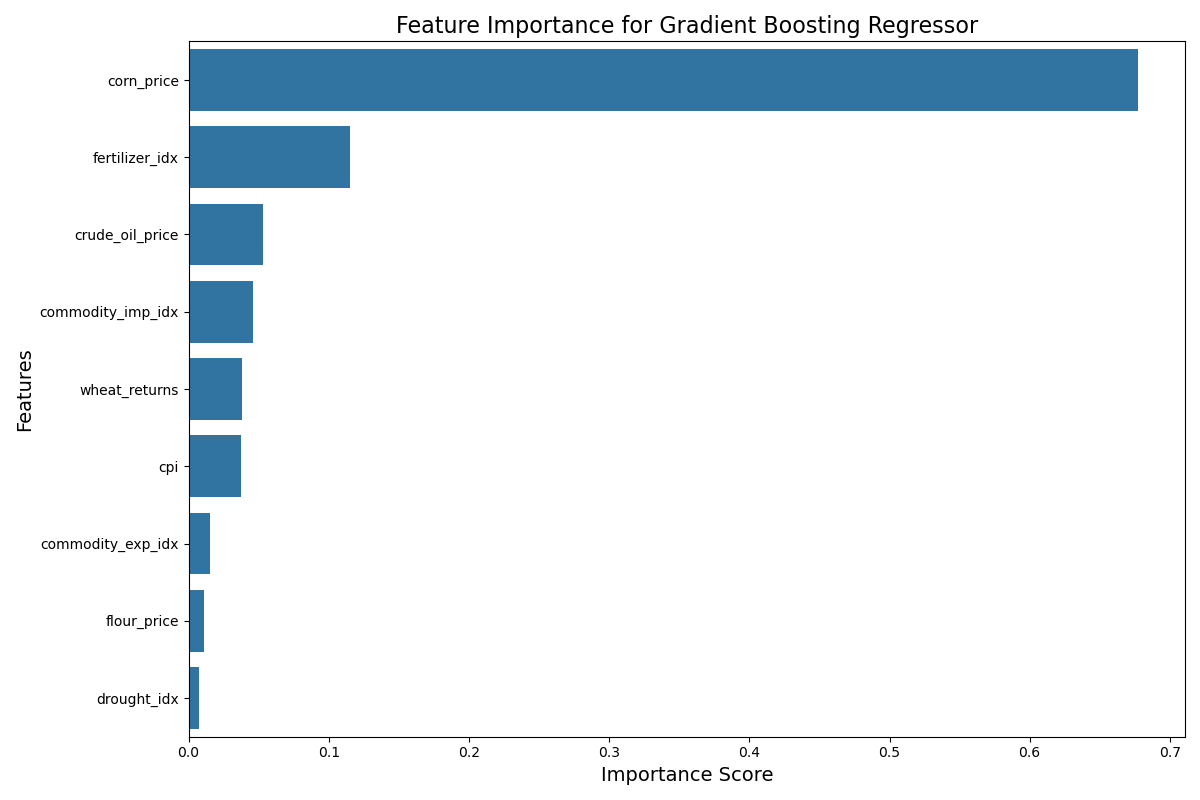 Feature Importance for Gradient Boosting Regressor
corn_price
fertilizer_idx
crude_oil_price
commodity_imp_idx
wheat_returns
cpi
commodity_exp_idx
flour_price
drought_idx
Features
0.0 0.1 0.2 0.3 0.4 0.5 0.6 0.7
Importance Score